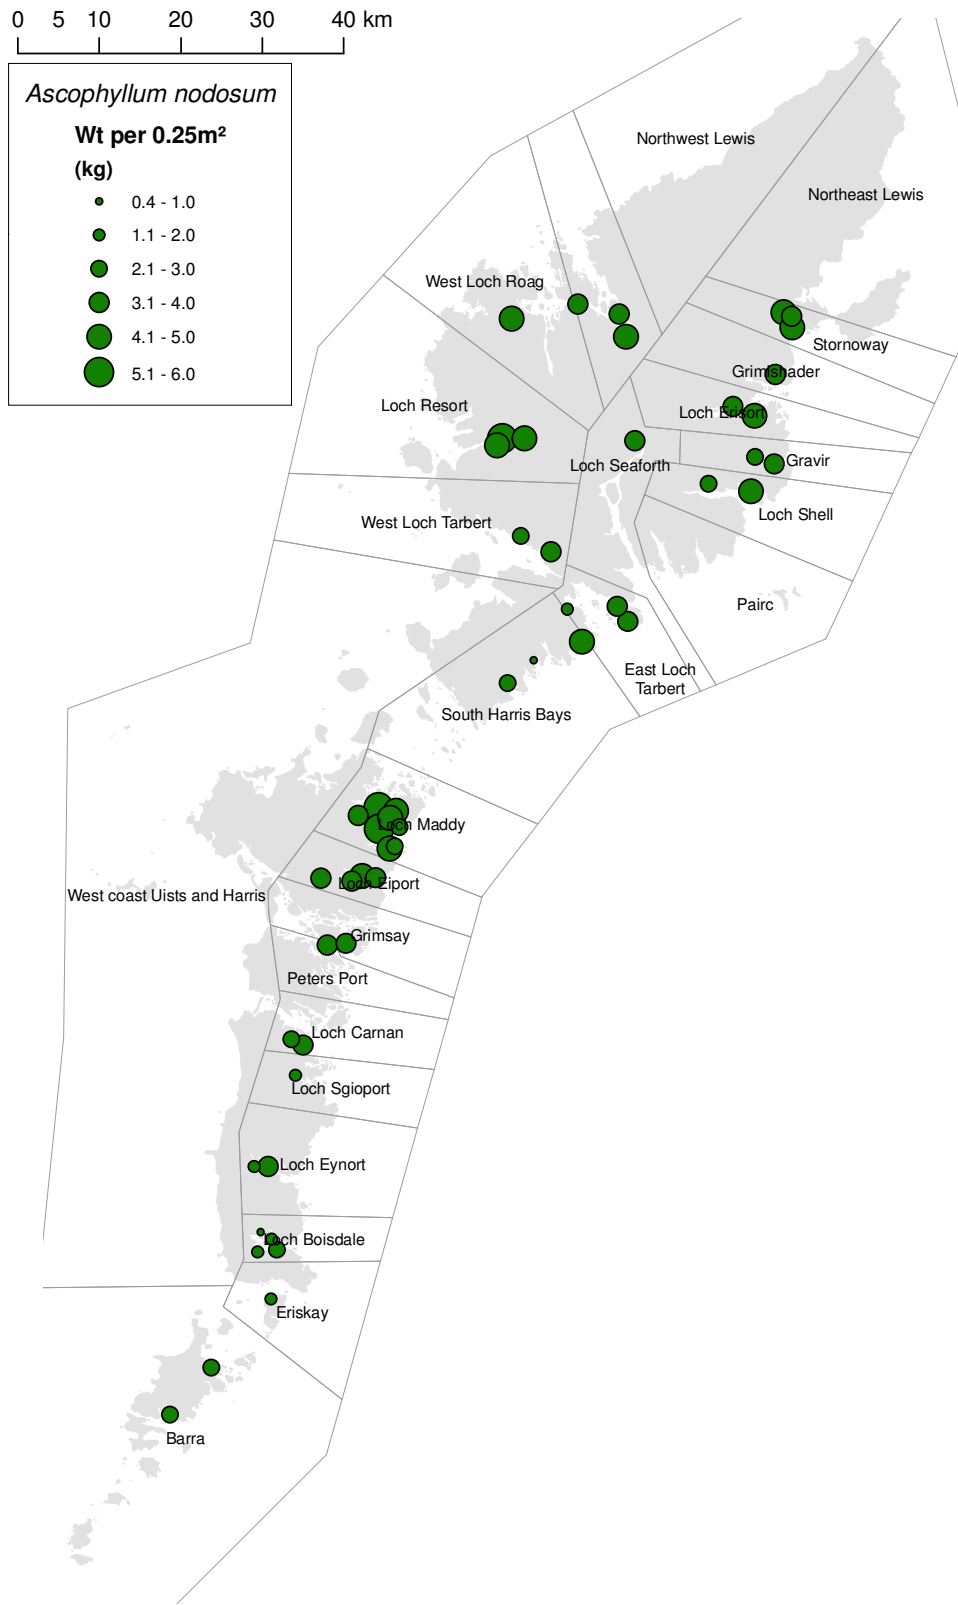 0 5 10 20 30 40 km
Ascophyllum nodosum
Wt per 0.25m²
(kg)
0.4 - 1.0
1.1 - 2.0
2.1 - 3.0
3.1 - 4.0
4.1 - 5.0
5.1 - 6.0
Northwest Lewis
Northeast Lewis
West Loch Roag
Stornoway
Grimishader
Loch Resort
Loch Erisort
Gravir
Loch Seaforth
Loch Shell
West Loch Tarbert
Pairc
East Loch
Tarbert
South Harris Bays
Loch Maddy
Loch Eiport
West coast Uists and Harris
Grimsay
Peters Port
Loch Carnan
Loch Sgioport
Loch Eynort
Loch Boisdale
Eriskay
Barra